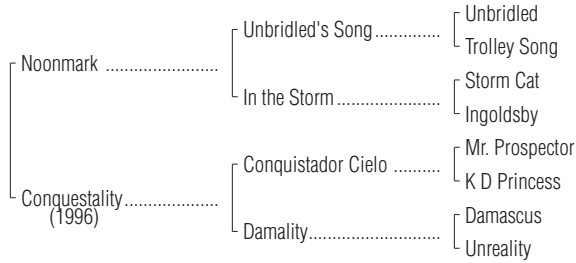 Unbridled
Unbridled's Song..............
Trolley Song
Noonmark ........................
Storm Cat
In the Storm ......................
Ingoldsby
Mr. Prospector
Conquistador Cielo ..........
K D Princess
Conquestality....................
(1996)
Damascus
Damality............................
Unreality